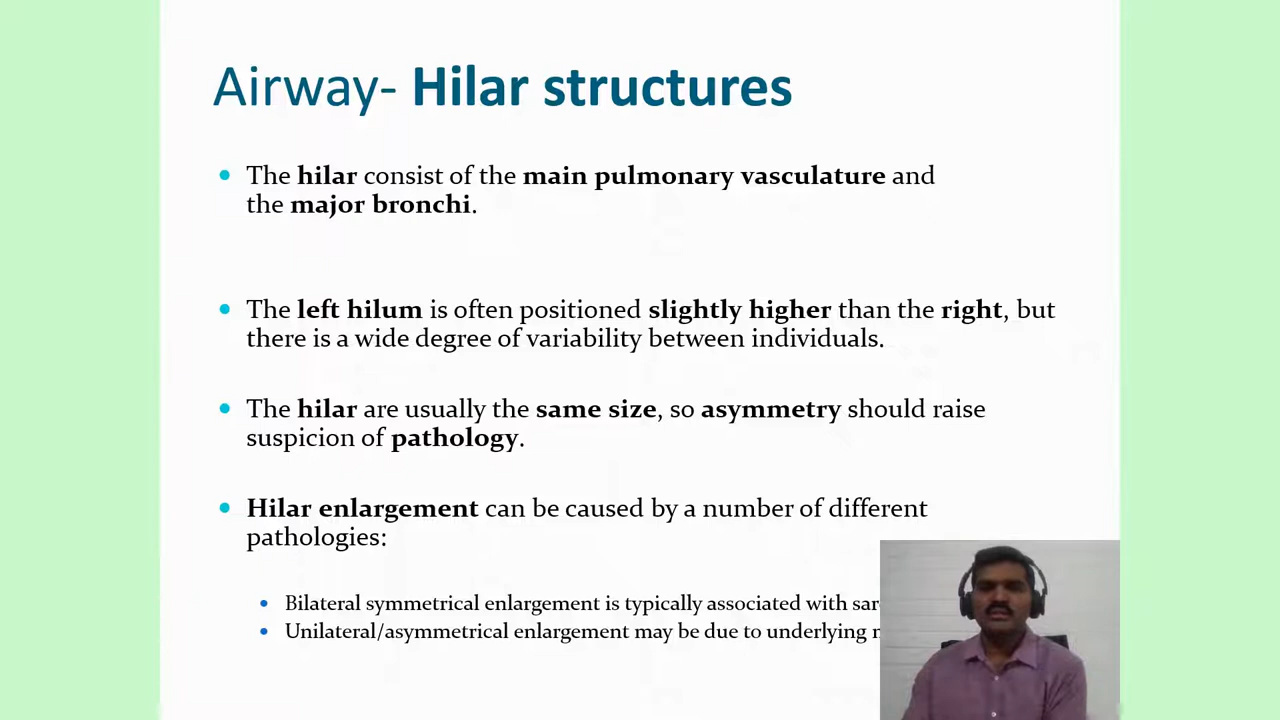 Airway- Hilar structures
The hilar consist of the main pulmonary vasculature and
the major bronchi.
The left hilum is often positioned slightly higher than the right, but
there is a wide degree of variability between individuals.
The hilar are usually the same size, so asymmetry should raise
suspicion of pathology.
Hilar enlargement can be caused by a number of different
pathologies:
Bilateral symmetrical enlargement is typically associated with
Unilateral/asymmetrical enlargement may be due to underlying